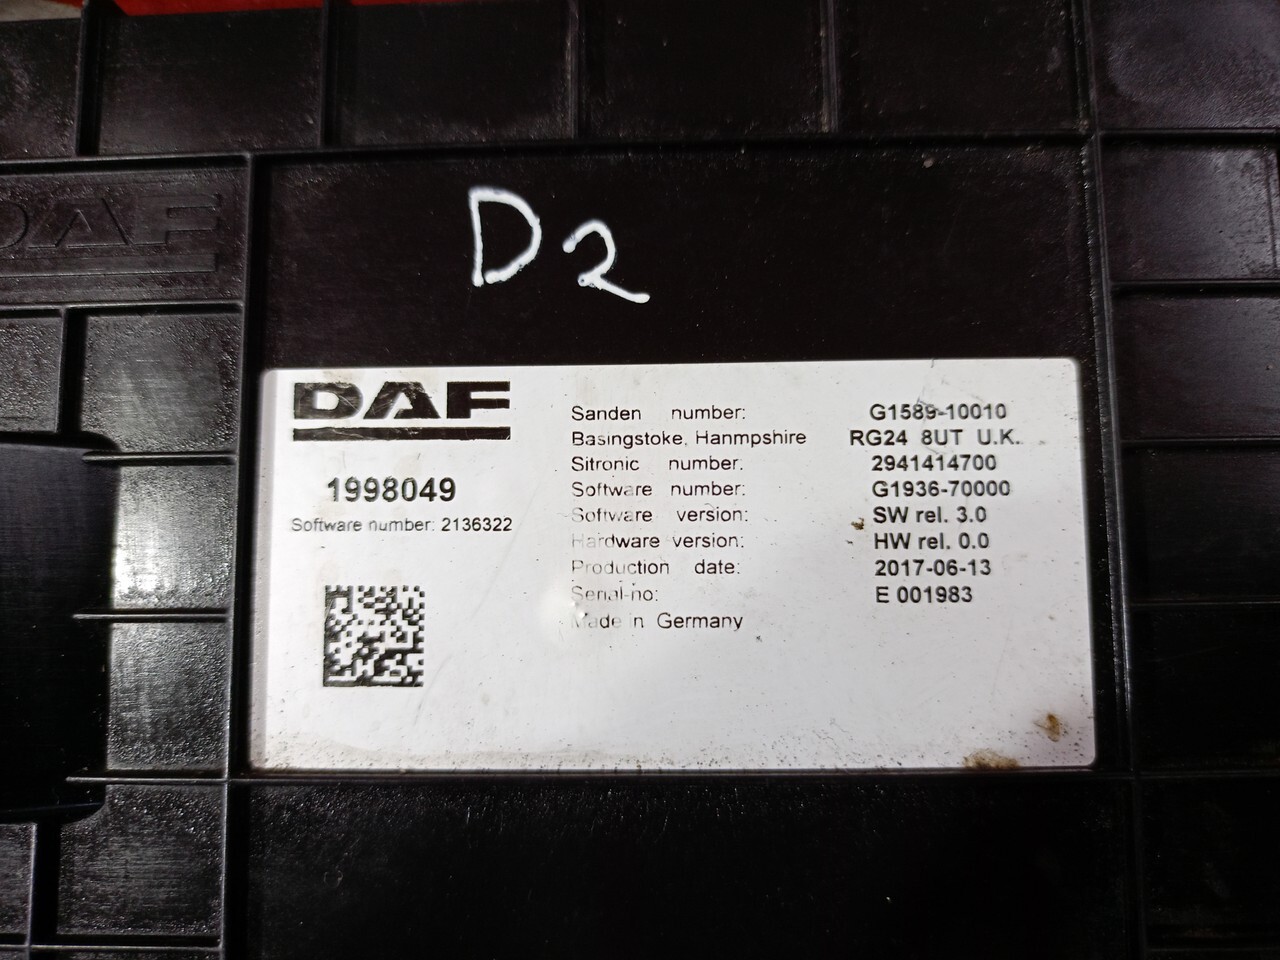 DAF
D2
DAF
1998049
Software number: 2136322
Sanden number: G1589-10010
Basingstoke, Hanmpshire RG24 8UT U.K.
Sitronic number: 2941414700
Software number: G1936-70000
Software version: SW rel. 3.0
Hardware version: HW rel. 0.0
Production date: 2017-06-13
Serial-no: E 001983
Made in Germany